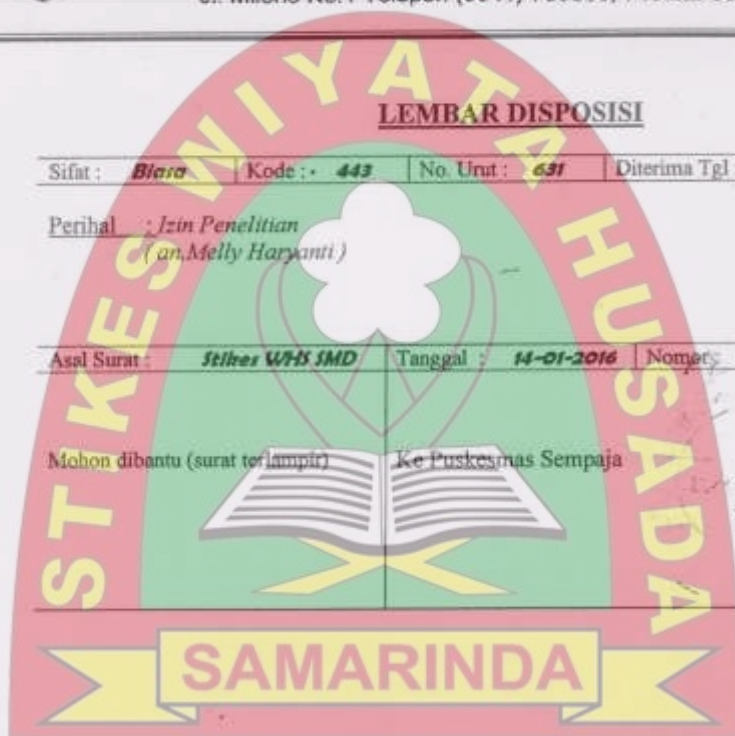 LEMBAR DISPOSISI
Sifat : Biasa Kode : · 443 No. Urut : 631 Diterima Tgl
Perihal : Izin Penelitian
( an.Melly Haryanti )
Asal Surat : Stikes WHS SMD Tanggal : 14-01-2016 Nomor :
Mohon dibantu (surat terlampir) Ke Puskesmas Sempaja
STIKES WIYATA HUSADA
SAMARINDA